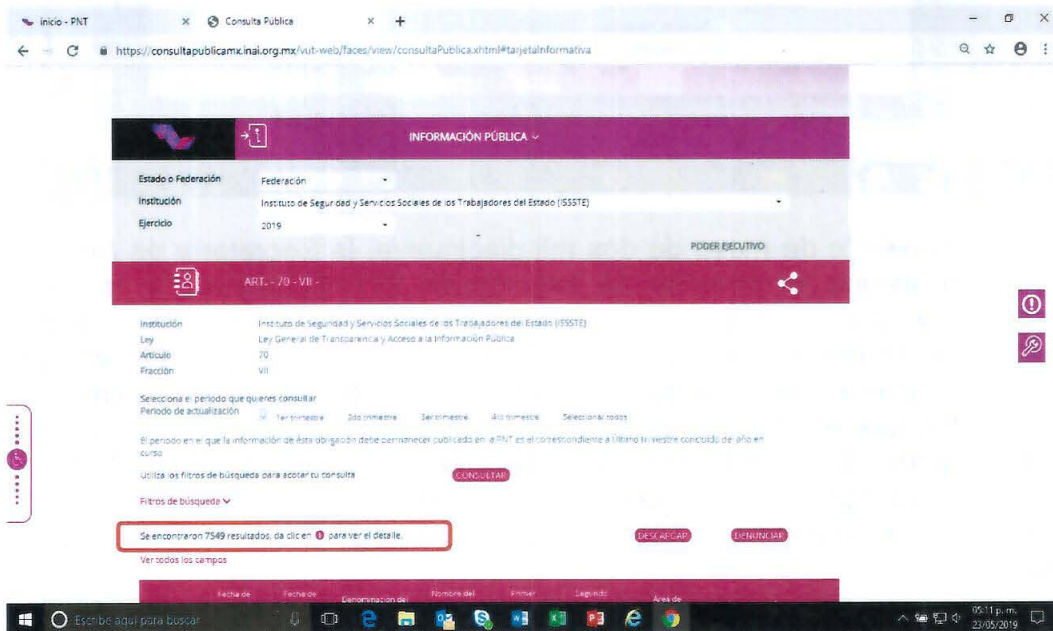 inicio - PNT
Consulta Pública
https://consultapublicamx.inai.org.mx/vut-web/faces/view/consultaPublica.xhtml#tarjetaInformativa
INFORMACIÓN PÚBLICA
Estado o Federación Federación
Institución Instituto de Seguridad y Servicios Sociales de los Trabajadores del Estado (ISSSTE)
Ejercicio 2019
PODER EJECUTIVO
ART. - 70 - VII -
Institución Instituto de Seguridad y Servicios Sociales de los Trabajadores del Estado (ISSSTE)
Ley Ley General de Transparencia y Acceso a la Información Pública
Artículo 70
Fracción VII
Selecciona el periodo que quieres consultar
Periodo de actualización 1er trimestre 2do trimestre 3er trimestre 4to trimestre Seleccionar todos
El periodo en el que la información de ésta obligación debe permanecer publicada en la PNT es el correspondiente a Último trimestre concluido del año en
curso
Utiliza los filtros de búsqueda para acotar tu consulta CONSULTAR
Filtros de búsqueda
Se encontraron 7549 resultados, da clic en para ver el detalle. DESCARGAR DENUNCIAR
Ver todos los campos
Fecha de Fecha de Denominación del Nombre del Primer Segundo Área de
Escribe aquí para buscar
05:11 p. m.
23/05/2019